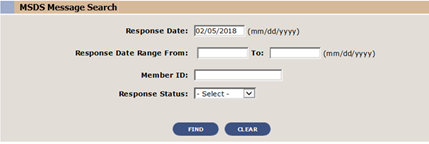 MSDS Message Search
Response Date: 02/05/2018 (mm/dd/yyyy)
Response Date Range From: To: (mm/dd/yyyy)
Member ID:
Response Status: - Select -
FIND CLEAR